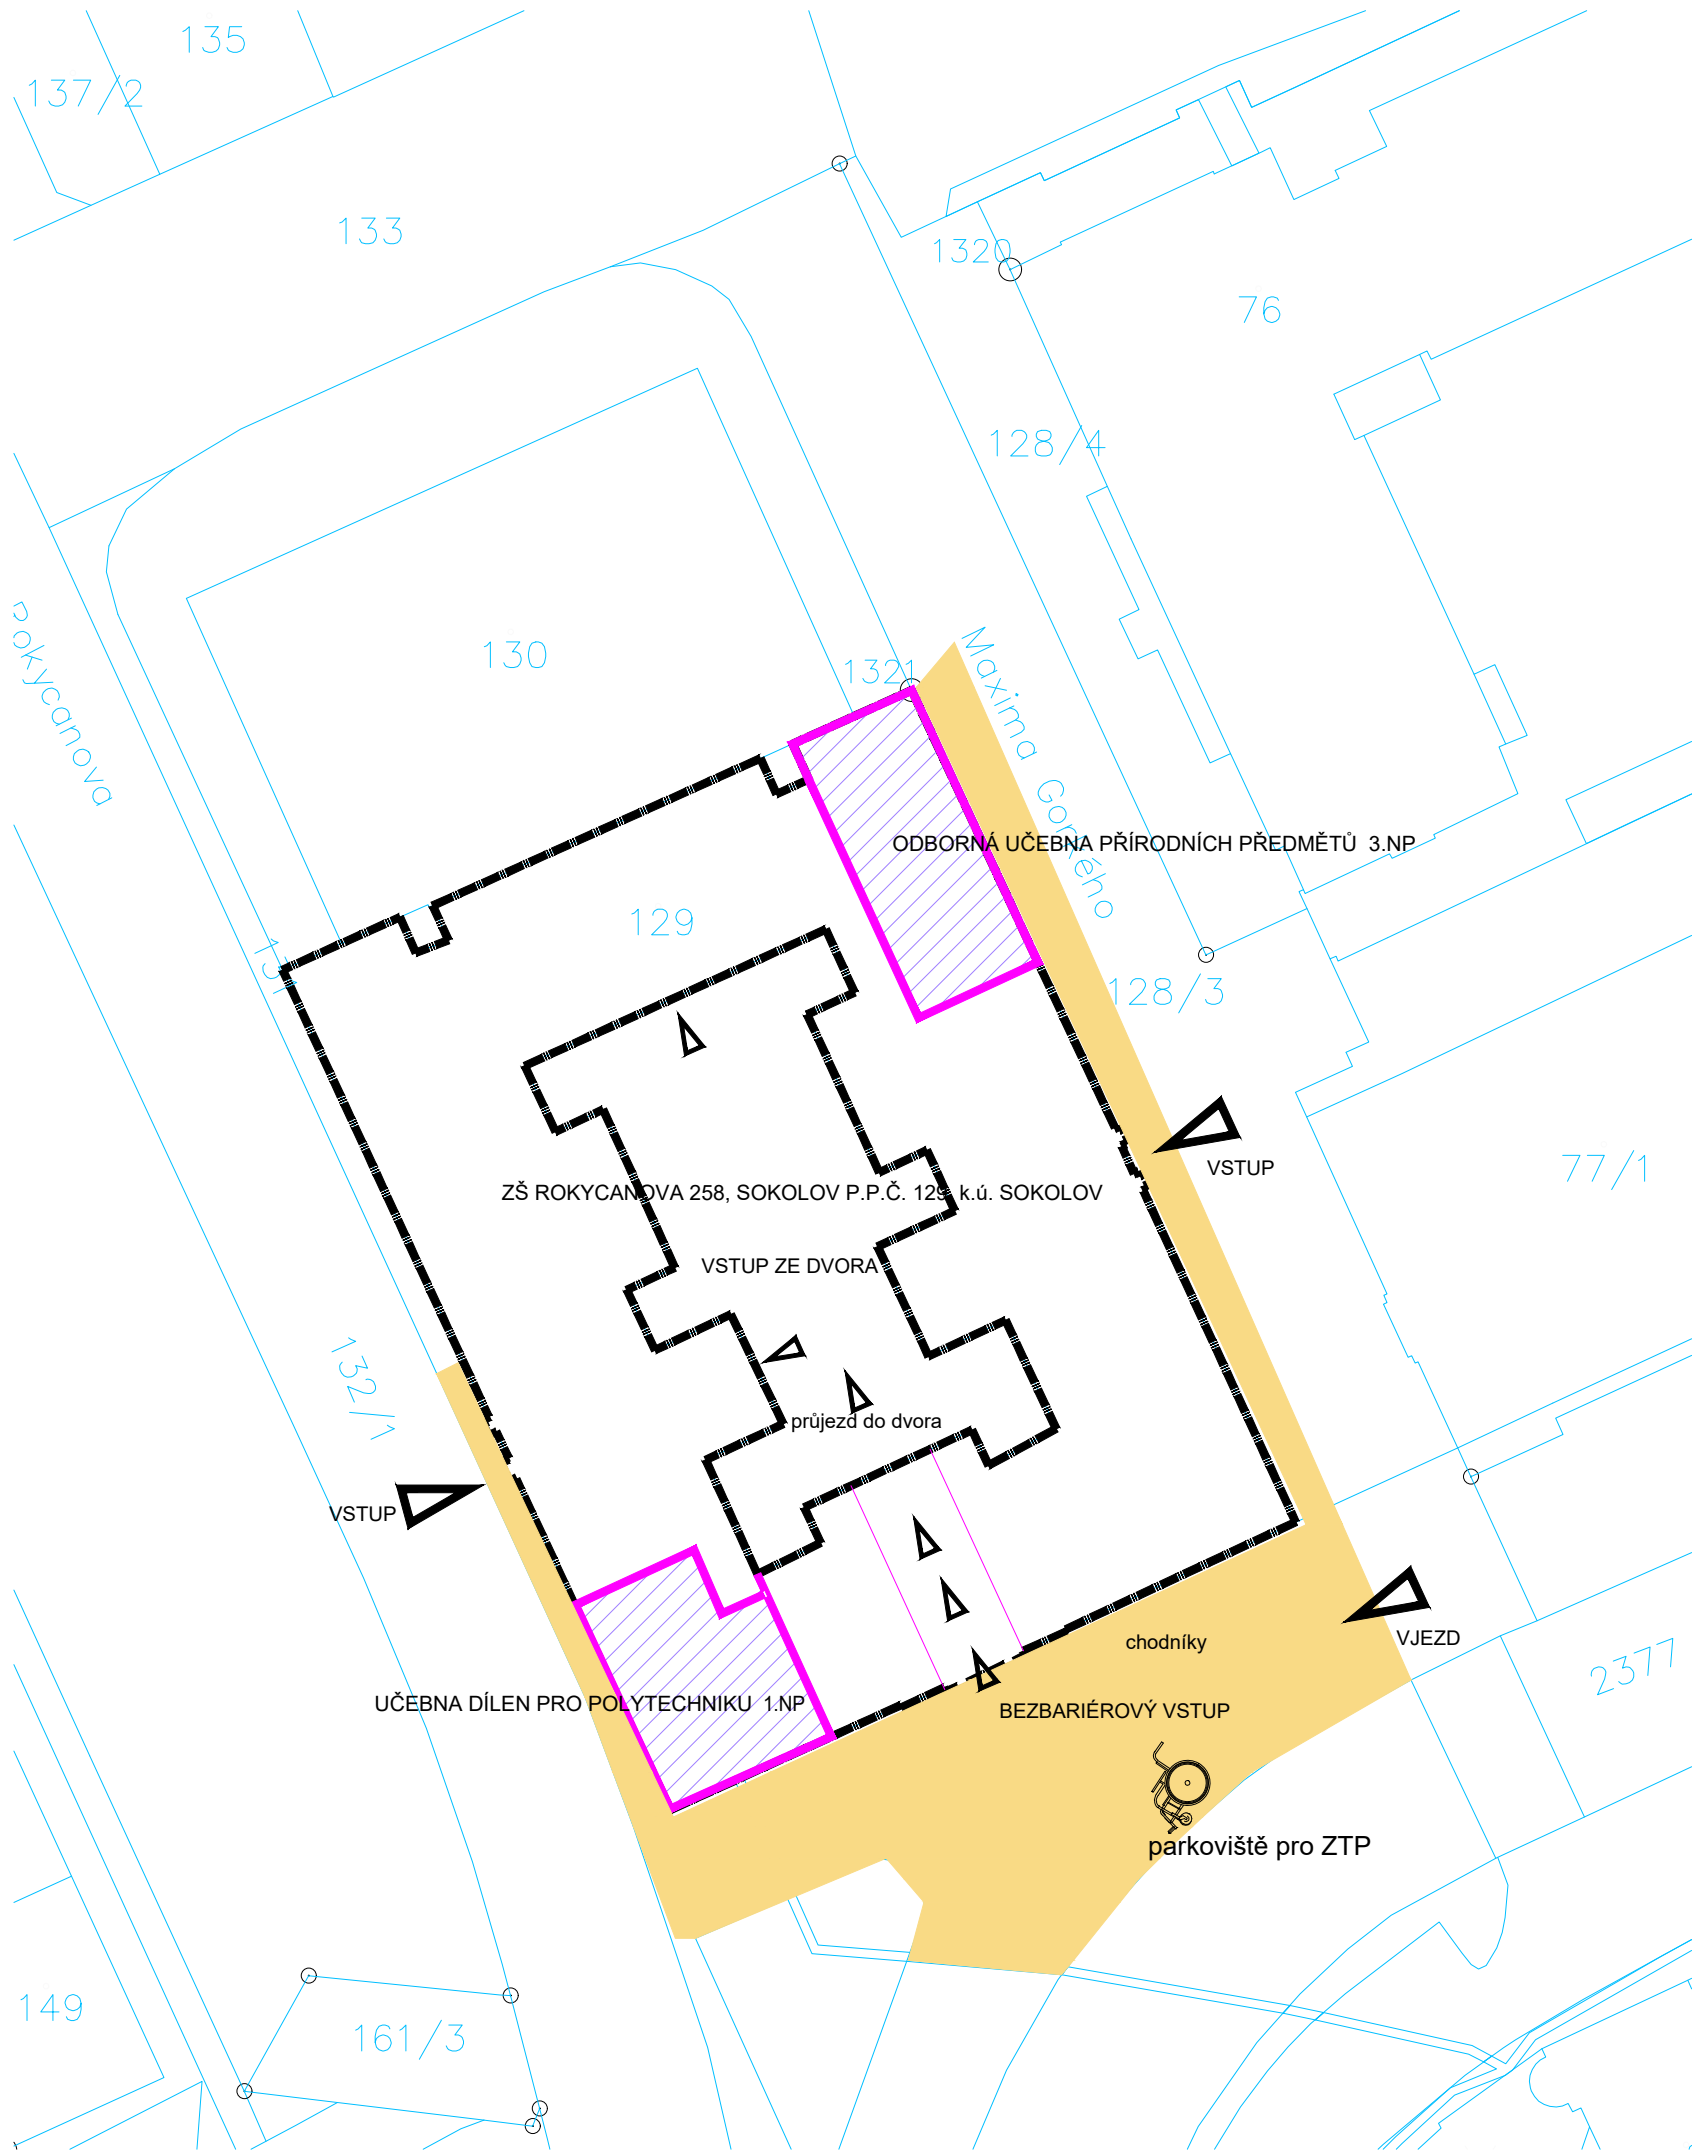 135
137/2
133
1320
76
128/4
130
1321
Rokycanova
Maxima Gorkého
ODBORNÁ UČEBNA PŘÍRODNÍCH PŘEDMĚTŮ 3.NP
129
131
128/3
VSTUP
77/1
ZŠ ROKYCANOVA 258, SOKOLOV P.P.Č. 129, k.ú. SOKOLOV
VSTUP ZE DVORA
132/1
průjezd do dvora
VSTUP
chodníky
VJEZD
2377
UČEBNA DÍLEN PRO POLYTECHNIKU 1.NP
BEZBARIÉROVÝ VSTUP
parkoviště pro ZTP
149
161/3